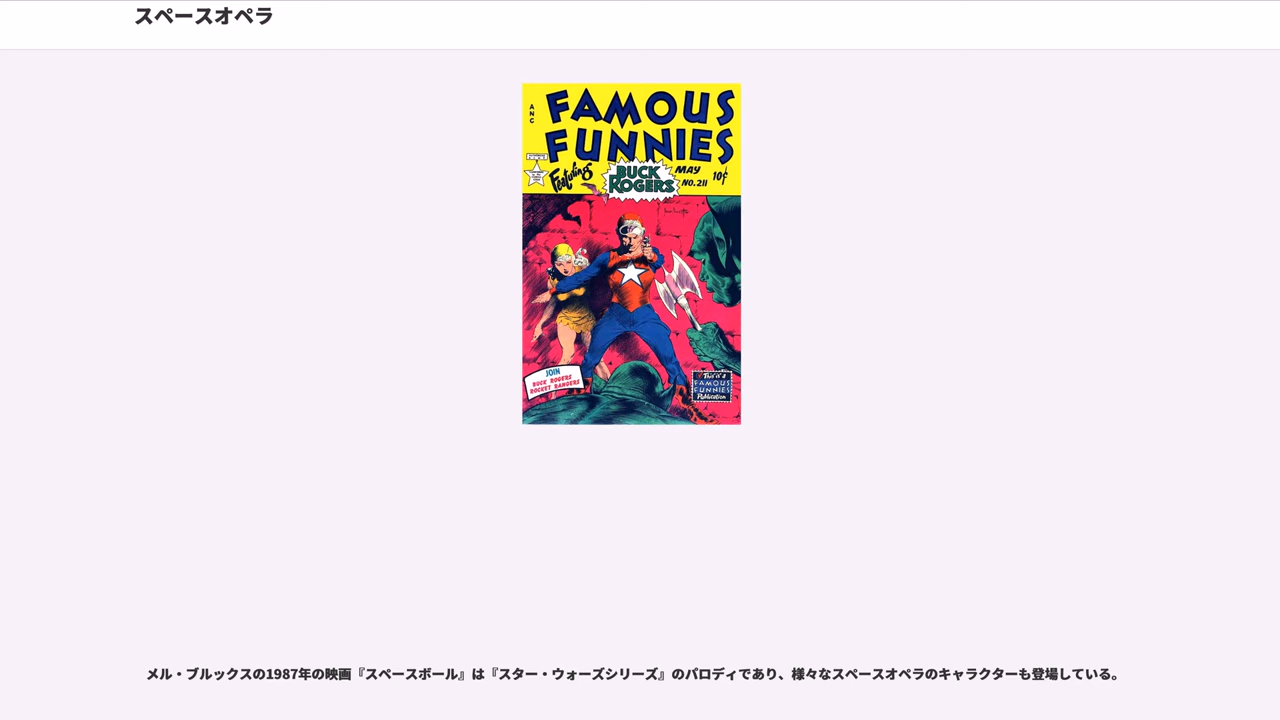 スペースオペラ
ANC
FAMOUS
FUNNIES
Featuring
BUCK
ROGERS
MAY
NO. 211
10¢
JOIN
BUCK ROGERS
ROCKET RANGERS
This is a
FAMOUS
FUNNIES
Publication
メル・ブルックスの1987年の映画『スペースボール』は『スター・ウォーズシリーズ』のパロディであり、様々なスペースオペラのキャラクターも登場している。